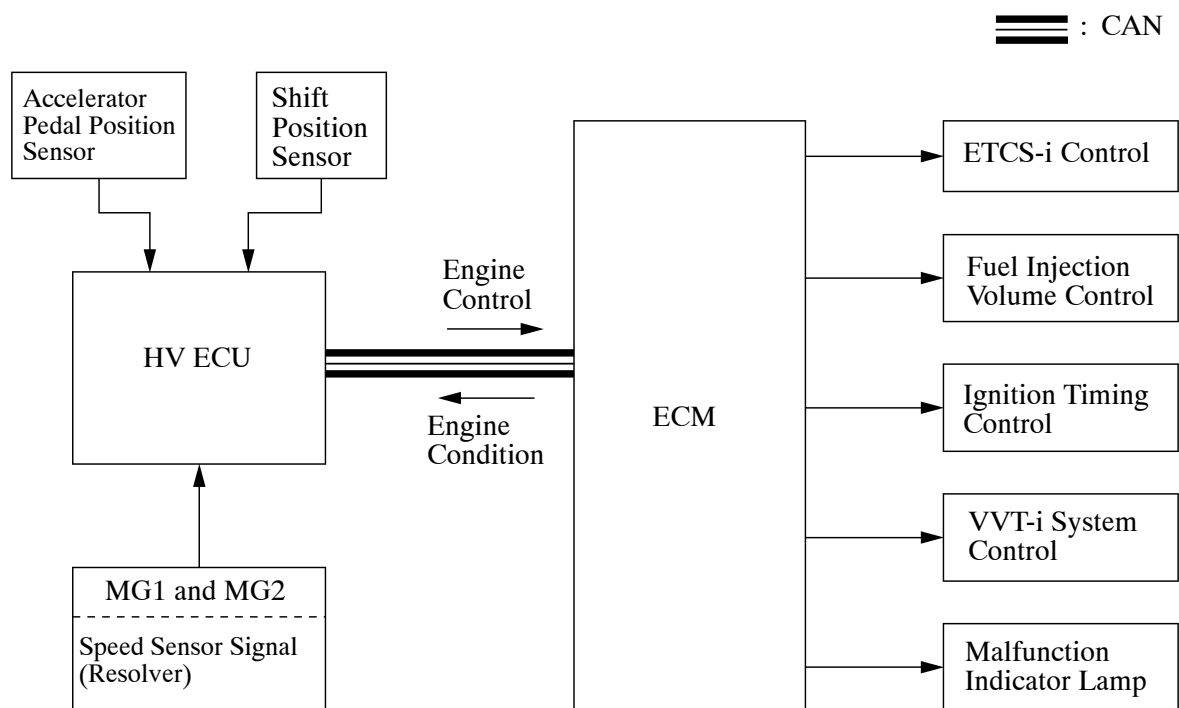 : CAN
Accelerator
Pedal Position
Sensor
Shift
Position
Sensor
HV ECU
MG1 and MG2
Speed Sensor Signal
(Resolver)
Engine
Control
Engine
Condition
ECM
ETCS-i Control
Fuel Injection
Volume Control
Ignition Timing
Control
VVT-i System
Control
Malfunction
Indicator Lamp